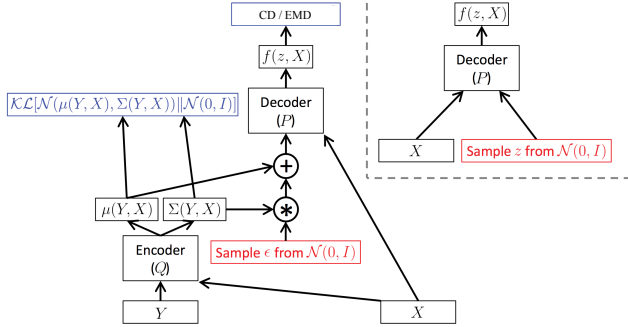 CD / EMD
f(z, X)
Decoder
(P)
𝒦ℒ[𝒩(μ(Y, X), Σ(Y, X))‖𝒩(0, I)]
+
μ(Y, X)
Σ(Y, X)
*
Encoder
(Q)
Sample ϵ from 𝒩(0, I)
Y
X
f(z, X)
Decoder
(P)
X
Sample z from 𝒩(0, I)